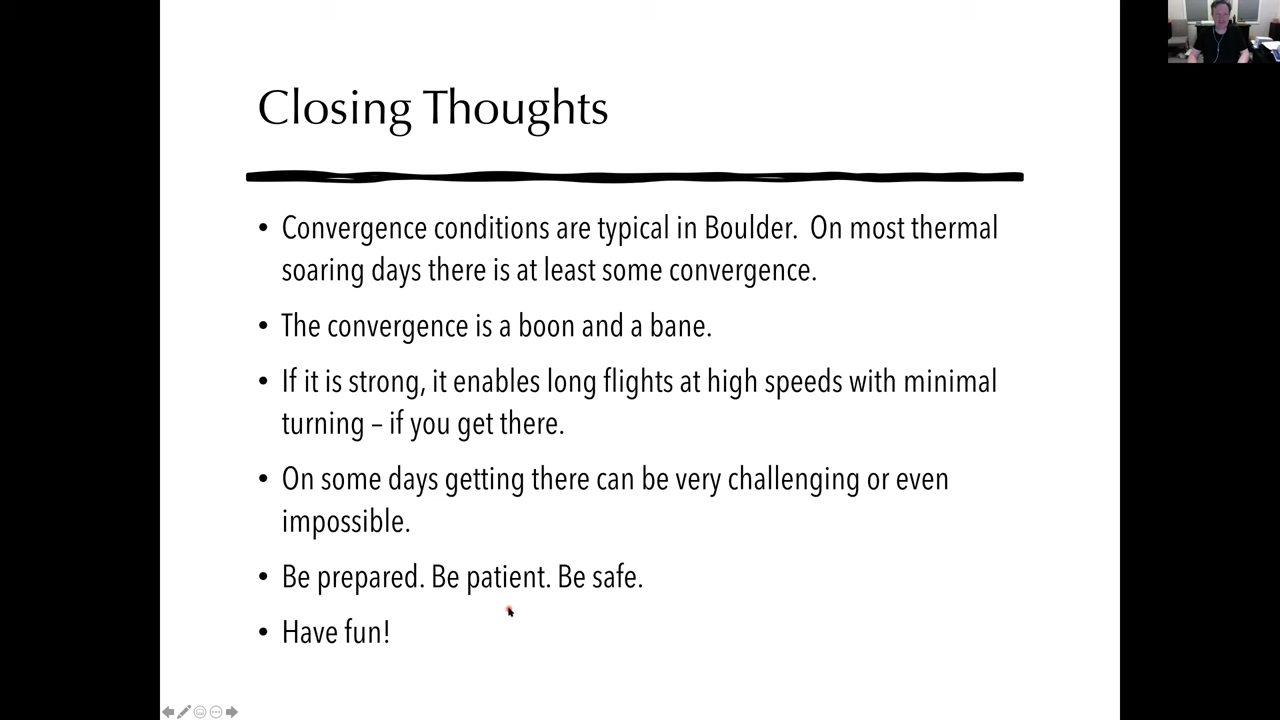 Closing Thoughts
• Convergence conditions are typical in Boulder.  On most thermal
soaring days there is at least some convergence.
• The convergence is a boon and a bane.
• If it is strong, it enables long flights at high speeds with minimal
turning – if you get there.
• On some days getting there can be very challenging or even
impossible.
• Be prepared. Be patient. Be safe.
• Have fun!